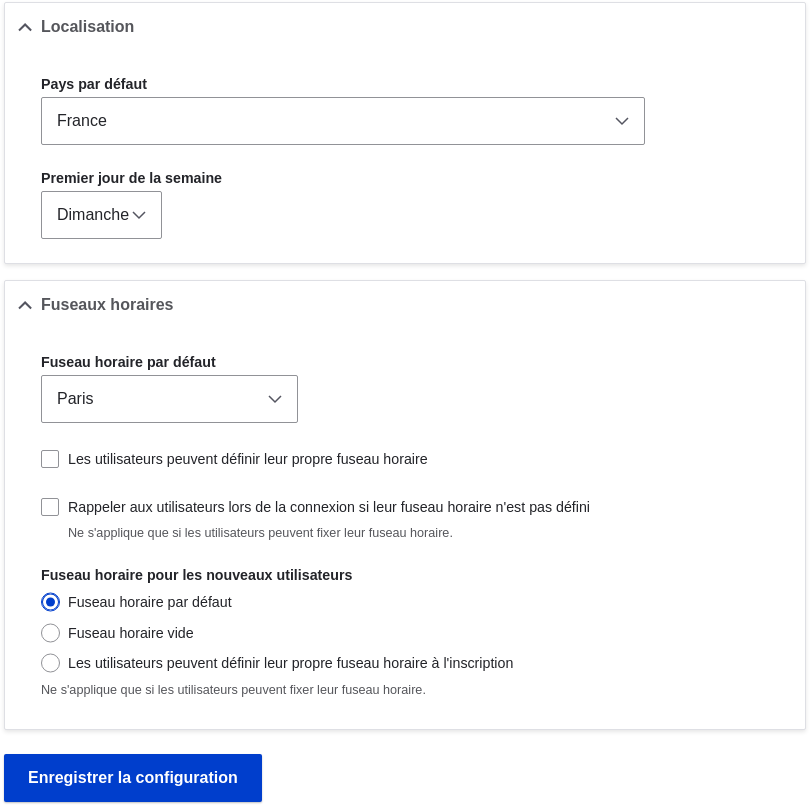 Localisation
Pays par défaut
France
Premier jour de la semaine
Dimanche
Fuseaux horaires
Fuseau horaire par défaut
Paris
Les utilisateurs peuvent définir leur propre fuseau horaire
Rappeler aux utilisateurs lors de la connexion si leur fuseau horaire n'est pas défini
Ne s'applique que si les utilisateurs peuvent fixer leur fuseau horaire.
Fuseau horaire pour les nouveaux utilisateurs
Fuseau horaire par défaut
Fuseau horaire vide
Les utilisateurs peuvent définir leur propre fuseau horaire à l'inscription
Ne s'applique que si les utilisateurs peuvent fixer leur fuseau horaire.
Enregistrer la configuration